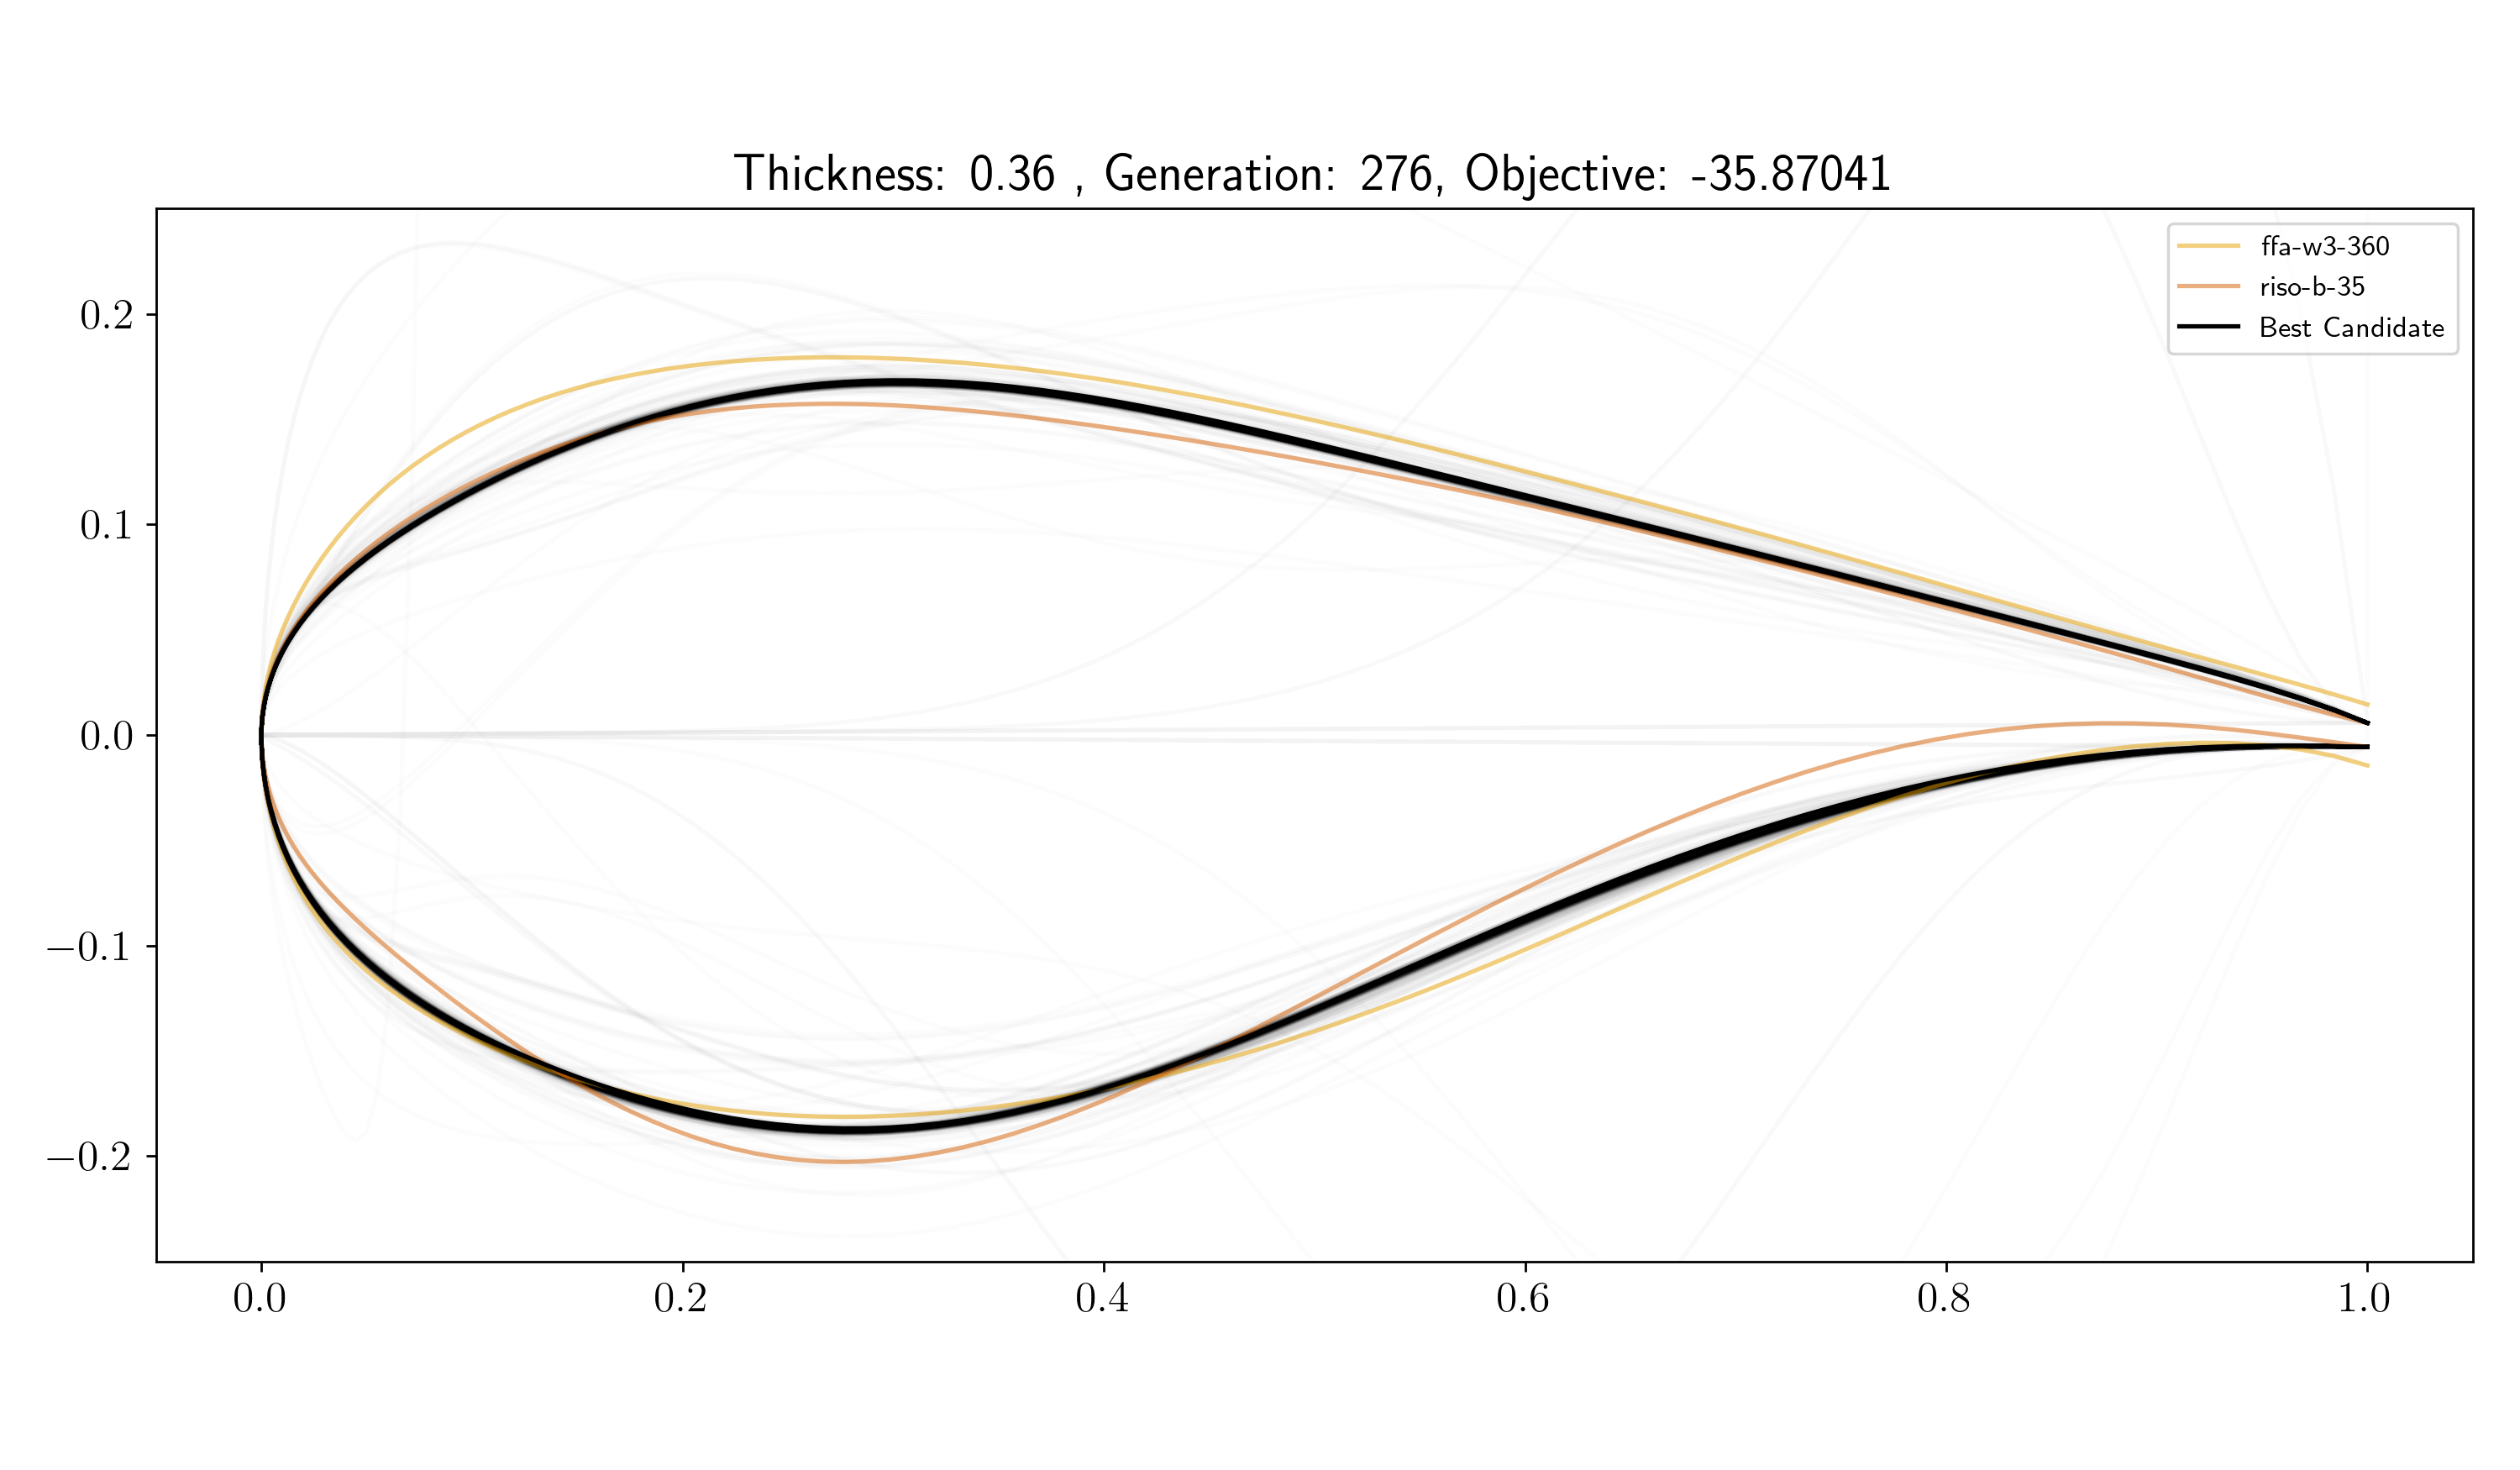 Thickness: 0.36 , Generation: 276, Objective: -35.87041
ffa-w3-360
riso-b-35
Best Candidate
0.2
0.1
0.0
−0.1
−0.2
0.0 0.2 0.4 0.6 0.8 1.0